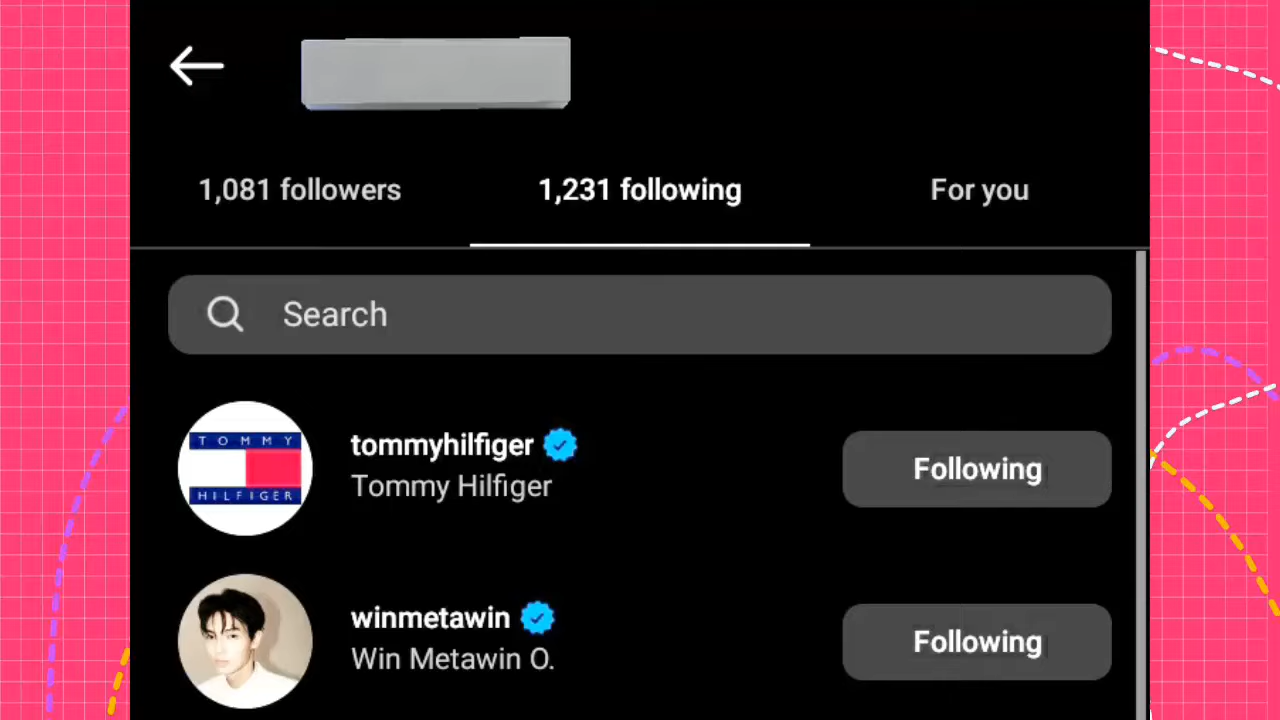 1,081 followers
1,231 following
For you
Search
TOMMY
HILFIGER
tommyhilfiger
Tommy Hilfiger
Following
winmetawin
Win Metawin O.
Following